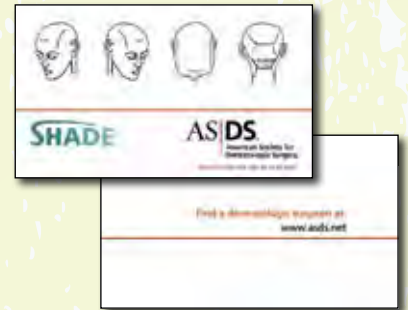 SHADE
AS|DS
American Society for
Dermatologic Surgery
Find a dermatologic surgeon at
www.asds.net